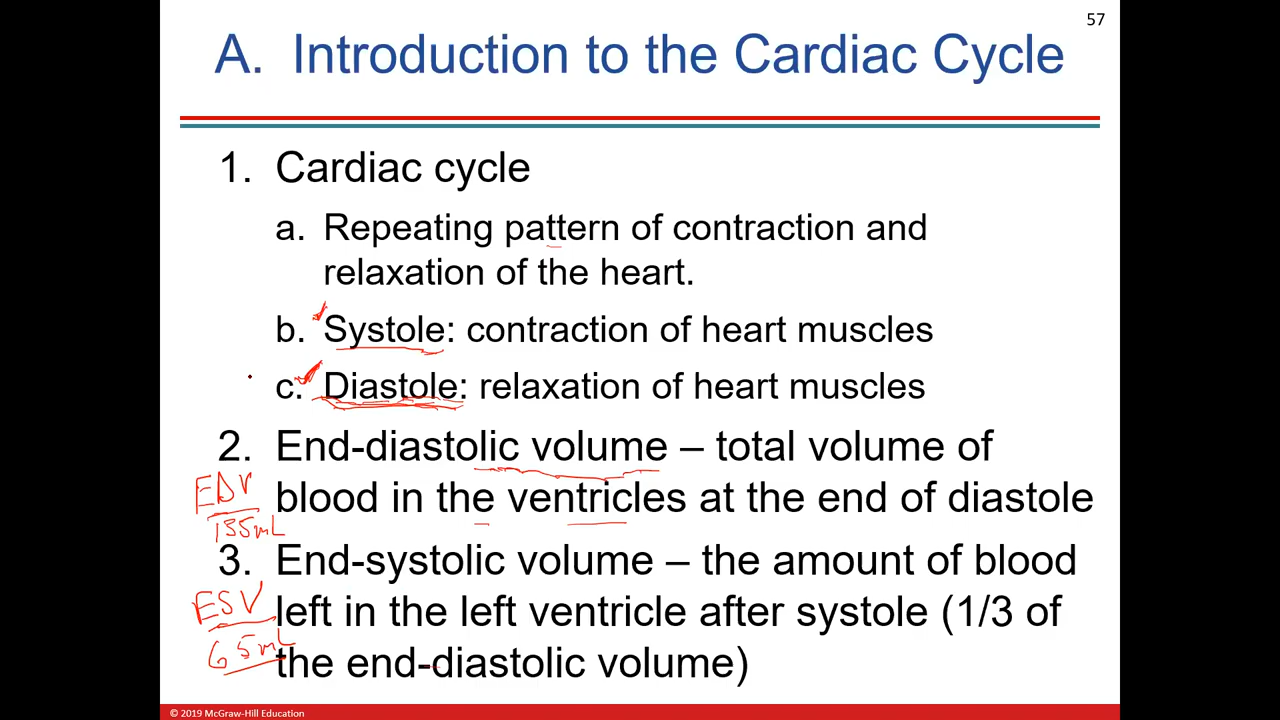 57
A. Introduction to the Cardiac Cycle
1. Cardiac cycle
a. Repeating pattern of contraction and
relaxation of the heart.
b. Systole: contraction of heart muscles
c. Diastole: relaxation of heart muscles
2. End-diastolic volume – total volume of
EDV blood in the ventricles at the end of diastole
135mL
3. End-systolic volume – the amount of blood
ESV left in the left ventricle after systole (1/3 of
65mL the end-diastolic volume)
© 2019 McGraw-Hill Education